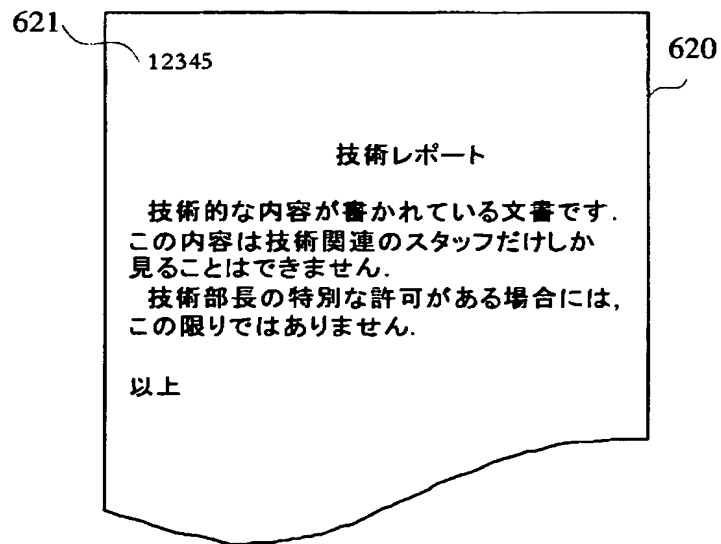 621
620
12345
技術レポート
技術的な内容が書かれている文書です.
この内容は技術関連のスタッフだけしか
見ることはできません.
技術部長の特別な許可がある場合には,
この限りではありません.
以上